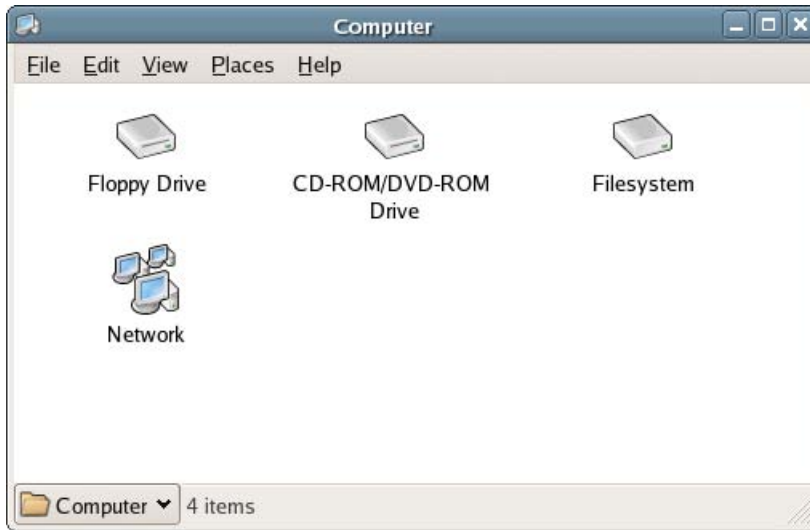 Computer
File Edit View Places Help
Floppy Drive
CD-ROM/DVD-ROM
Drive
Filesystem
Network
Computer 4 items